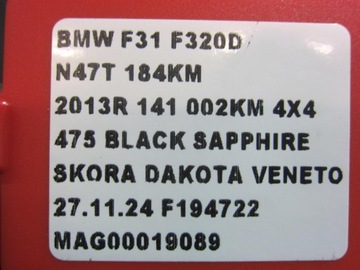 BMW F31 F320D
N47T 184KM
2013R 141 002KM 4X4
475 BLACK SAPPHIRE
SKORA DAKOTA VENETO
27.11.24 F194722
MAG00019089